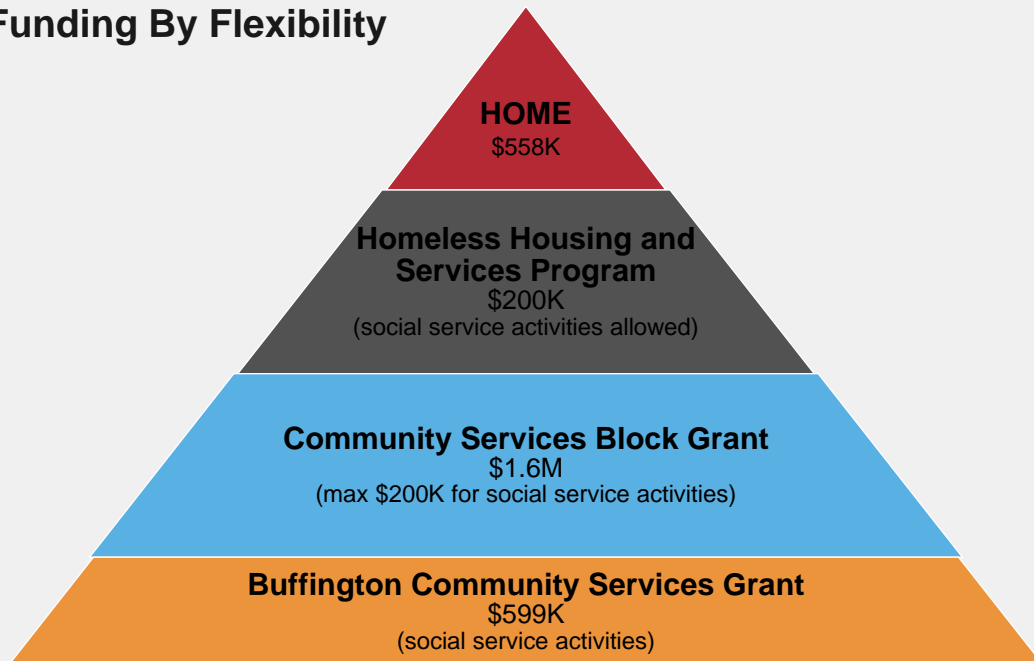 Funding By Flexibility
HOME
$558K
Homeless Housing and
Services Program
$200K
(social service activities allowed)
Community Services Block Grant
$1.6M
(max $200K for social service activities)
Buffington Community Services Grant
$599K
(social service activities)